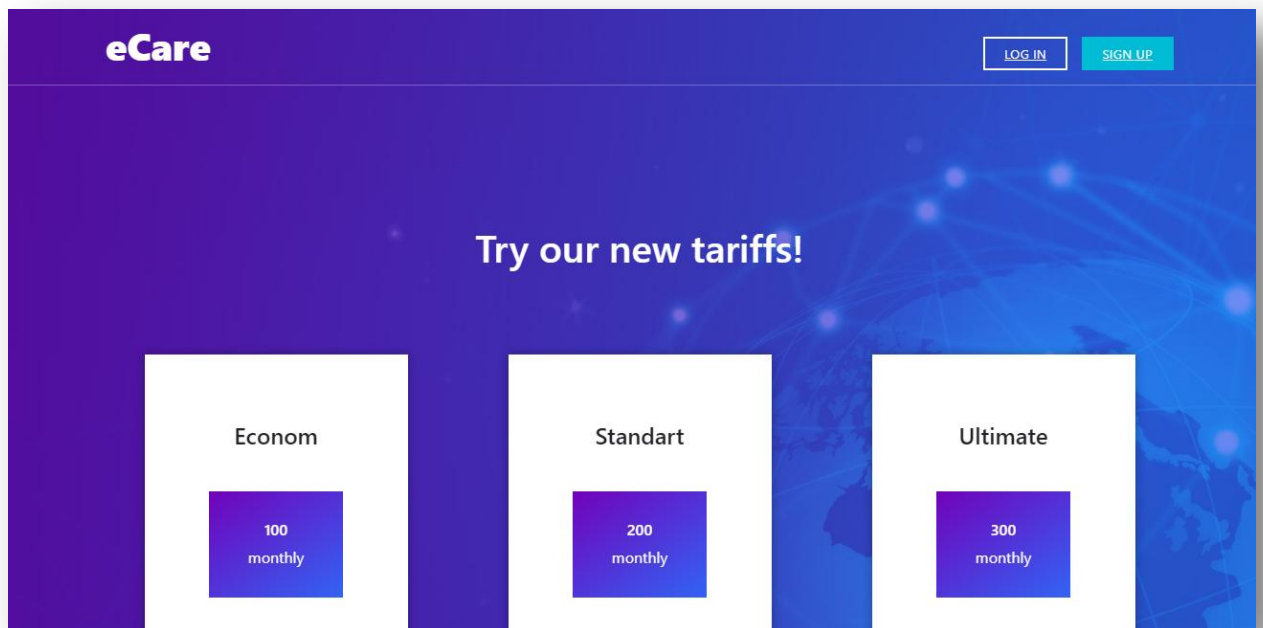 eCare
LOG IN
SIGN UP
Try our new tariffs!
Econom
100
monthly
Standart
200
monthly
Ultimate
300
monthly